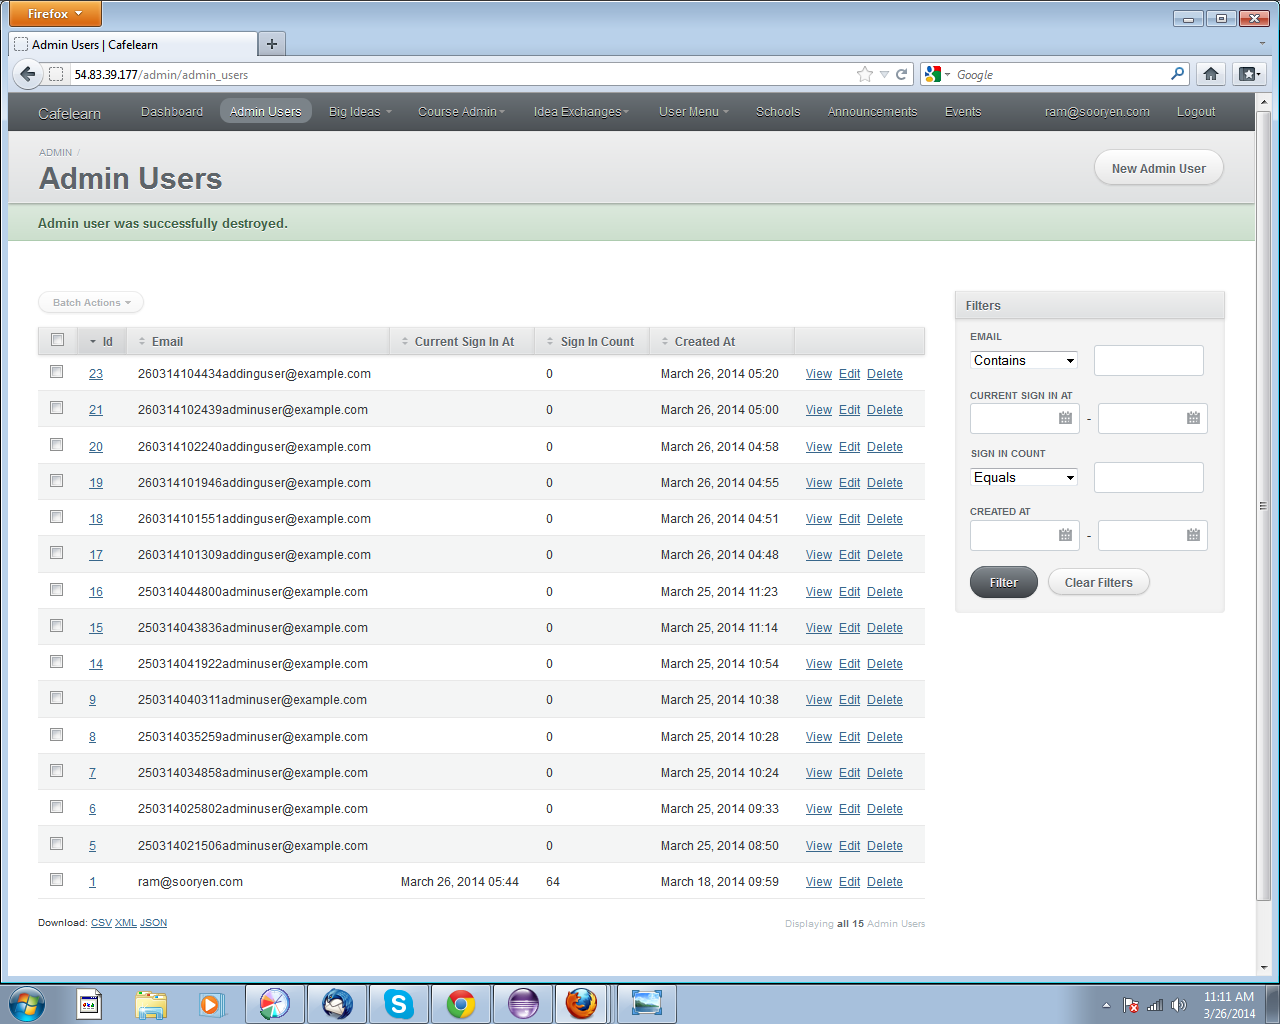 Firefox
Admin Users | Cafelearn
54.83.39.177/admin/admin_users
Google
Cafelearn Dashboard Admin Users Big Ideas Course Admin Idea Exchanges User Menu Schools Announcements Events ram@sooryen.com Logout
ADMIN /
Admin Users
New Admin User
Admin user was successfully destroyed.
Batch Actions
Id Email Current Sign In At Sign In Count Created At
23 260314104434addinguser@example.com 0 March 26, 2014 05:20 View Edit Delete
21 260314102439adminuser@example.com 0 March 26, 2014 05:00 View Edit Delete
20 260314102240adminuser@example.com 0 March 26, 2014 04:58 View Edit Delete
19 260314101946addinguser@example.com 0 March 26, 2014 04:55 View Edit Delete
18 260314101551addinguser@example.com 0 March 26, 2014 04:51 View Edit Delete
17 260314101309addinguser@example.com 0 March 26, 2014 04:48 View Edit Delete
16 250314044800adminuser@example.com 0 March 25, 2014 11:23 View Edit Delete
15 250314043836adminuser@example.com 0 March 25, 2014 11:14 View Edit Delete
14 250314041922adminuser@example.com 0 March 25, 2014 10:54 View Edit Delete
9 250314040311adminuser@example.com 0 March 25, 2014 10:38 View Edit Delete
8 250314035259adminuser@example.com 0 March 25, 2014 10:28 View Edit Delete
7 250314034858adminuser@example.com 0 March 25, 2014 10:24 View Edit Delete
6 250314025802adminuser@example.com 0 March 25, 2014 09:33 View Edit Delete
5 250314021506adminuser@example.com 0 March 25, 2014 08:50 View Edit Delete
1 ram@sooryen.com March 26, 2014 05:44 64 March 18, 2014 09:59 View Edit Delete
Download: CSV XML JSON
Displaying all 15 Admin Users
Filters
EMAIL
Contains
CURRENT SIGN IN AT
-
SIGN IN COUNT
Equals
CREATED AT
-
Filter Clear Filters
11:11 AM
3/26/2014